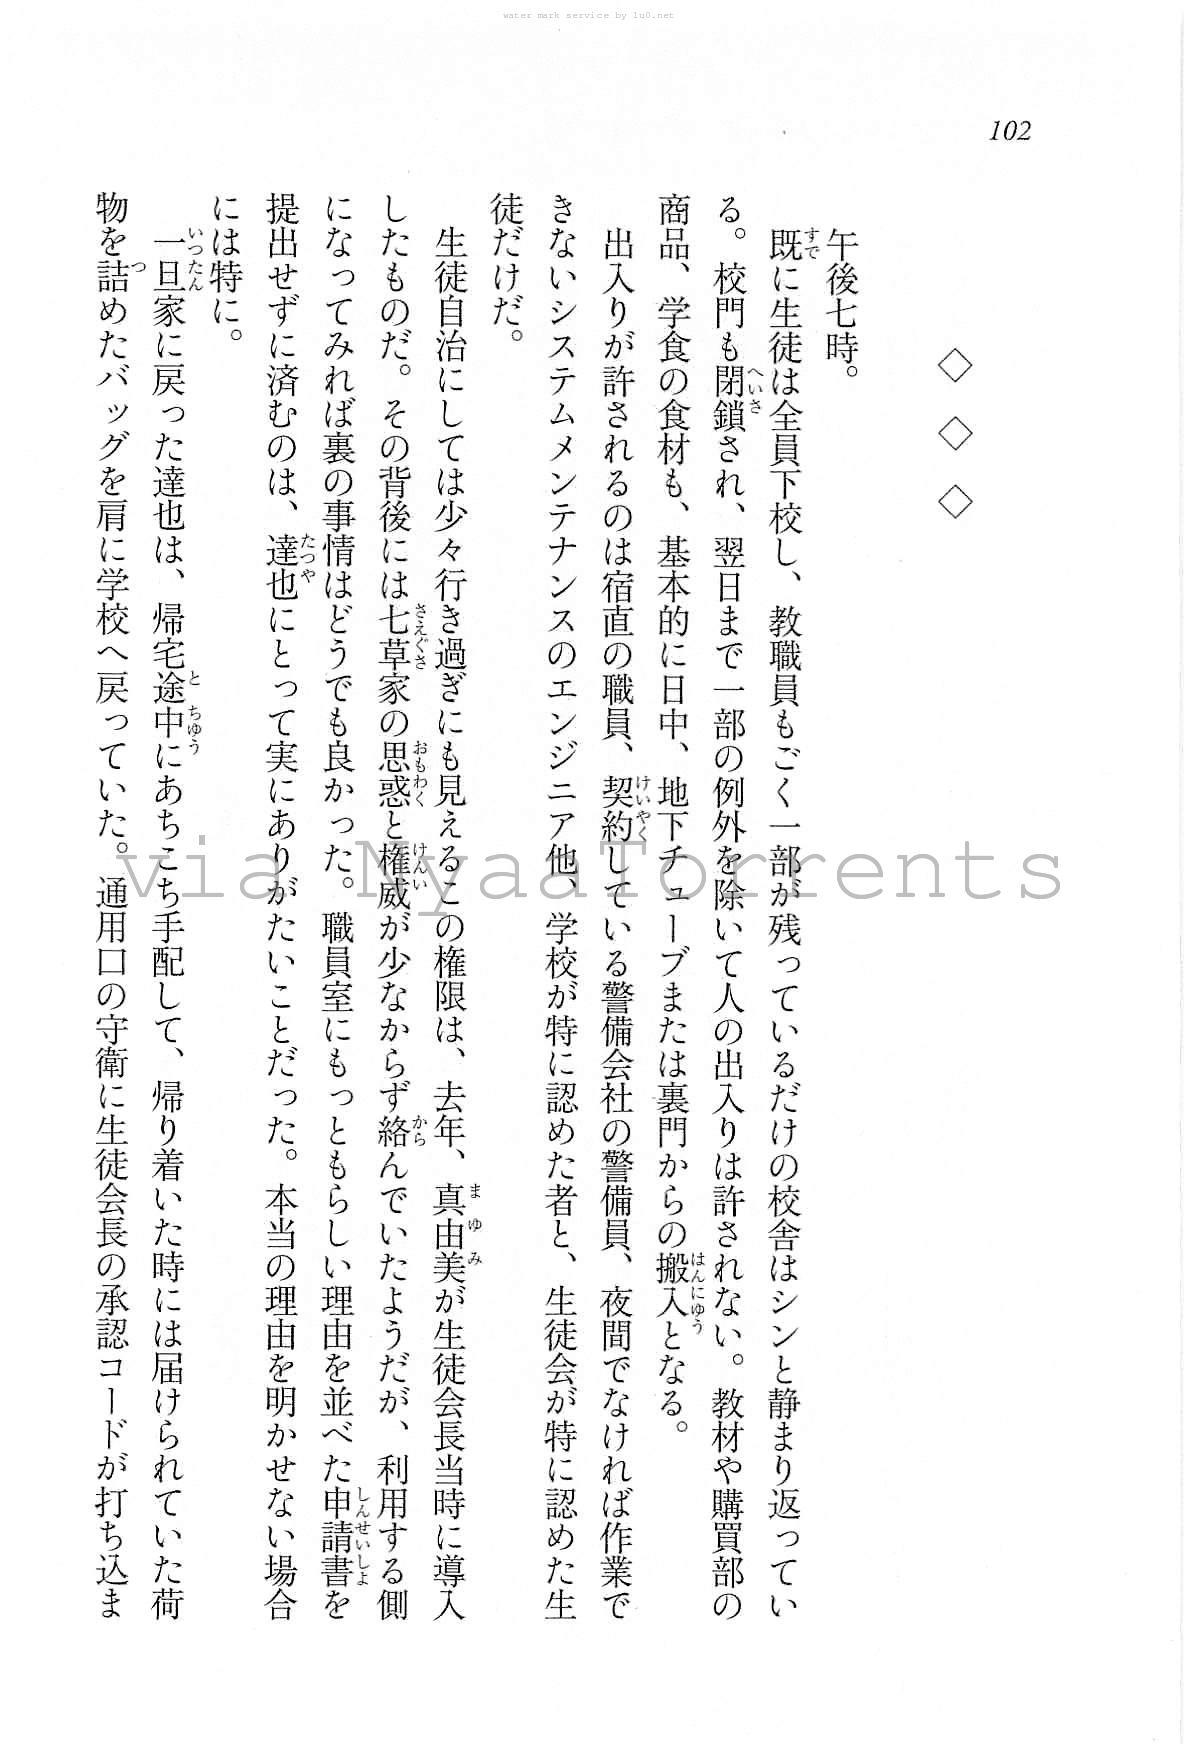 water mark service by lu0.net
102
◇ ◇ ◇
午後七時。
既に生徒は全員下校し、教職員もごく一部が残っているだけの校舎はシンと静まり返ってい
る。校門も閉鎖され、翌日まで一部の例外を除いて人の出入りは許されない。教材や購買部の
商品、学食の食材も、基本的に日中、地下チューブまたは裏門からの搬入となる。
出入りが許されるのは宿直の職員、契約している警備会社の警備員、夜間でなければ作業で
きないシステムメンテナンスのエンジニア他、学校が特に認めた者と、生徒会が特に認めた生
徒だけだ。
生徒自治にしては少々行き過ぎにも見えるこの権限は、去年、真由美が生徒会長当時に導入
したものだ。その背後には七草家の思惑と権威が少なからず絡んでいたようだが、利用する側
になってみれば裏の事情はどうでも良かった。職員室にもっともらしい理由を並べた申請書を
提出せずに済むのは、達也にとって実にありがたいことだった。本当の理由を明かせない場合
には特に。
一旦家に戻った達也は、帰宅途中にあちこち手配して、帰り着いた時には届けられていた荷
物を詰めたバッグを肩に学校へ戻っていた。通用口の守衛に生徒会長の承認コードが打ち込ま
via NyaaTorrents